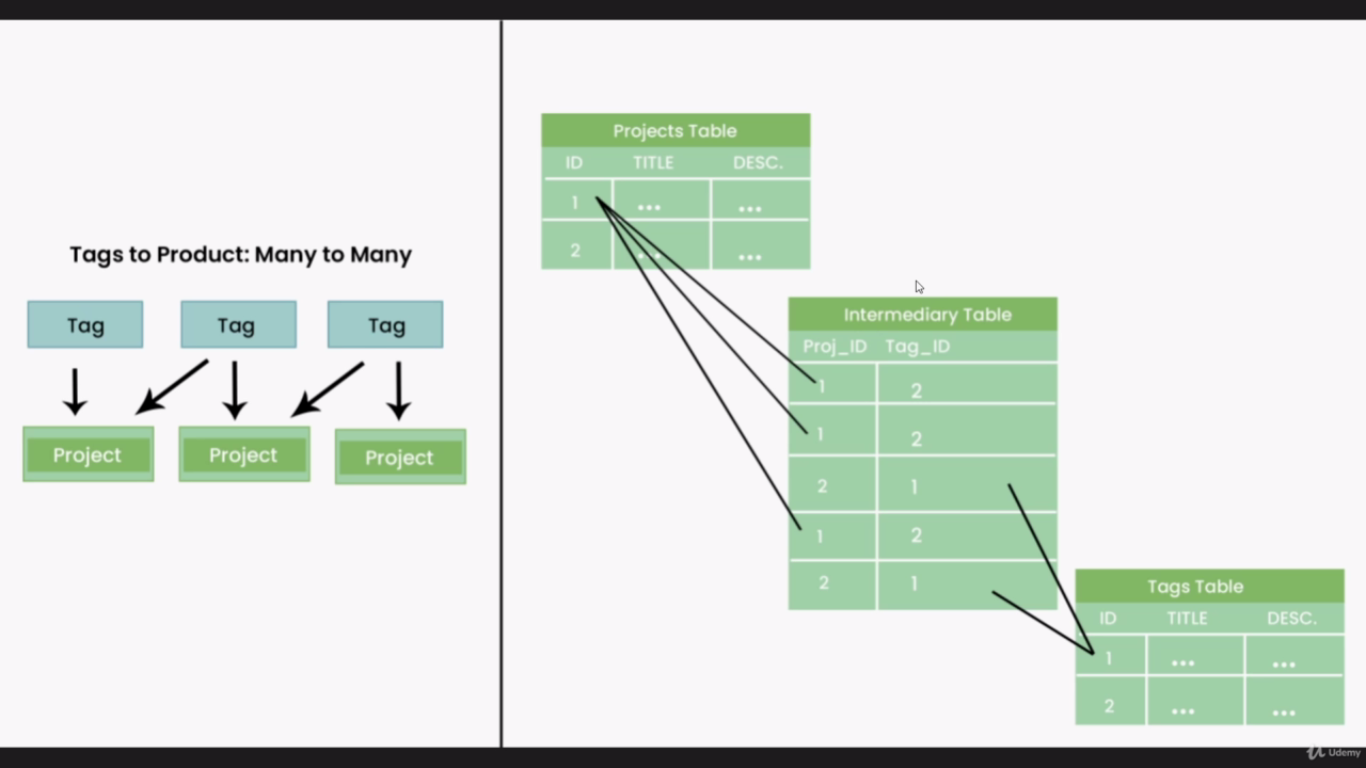 Tags to Product: Many to Many
Tag Tag Tag
Project Project Project
Projects Table
ID TITLE DESC.
1 ... ...
2 ... ...
Intermediary Table
Proj_ID Tag_ID
1 2
1 2
2 1
1 2
2 1
Tags Table
ID TITLE DESC.
1 ... ...
2 ... ...
Udemy